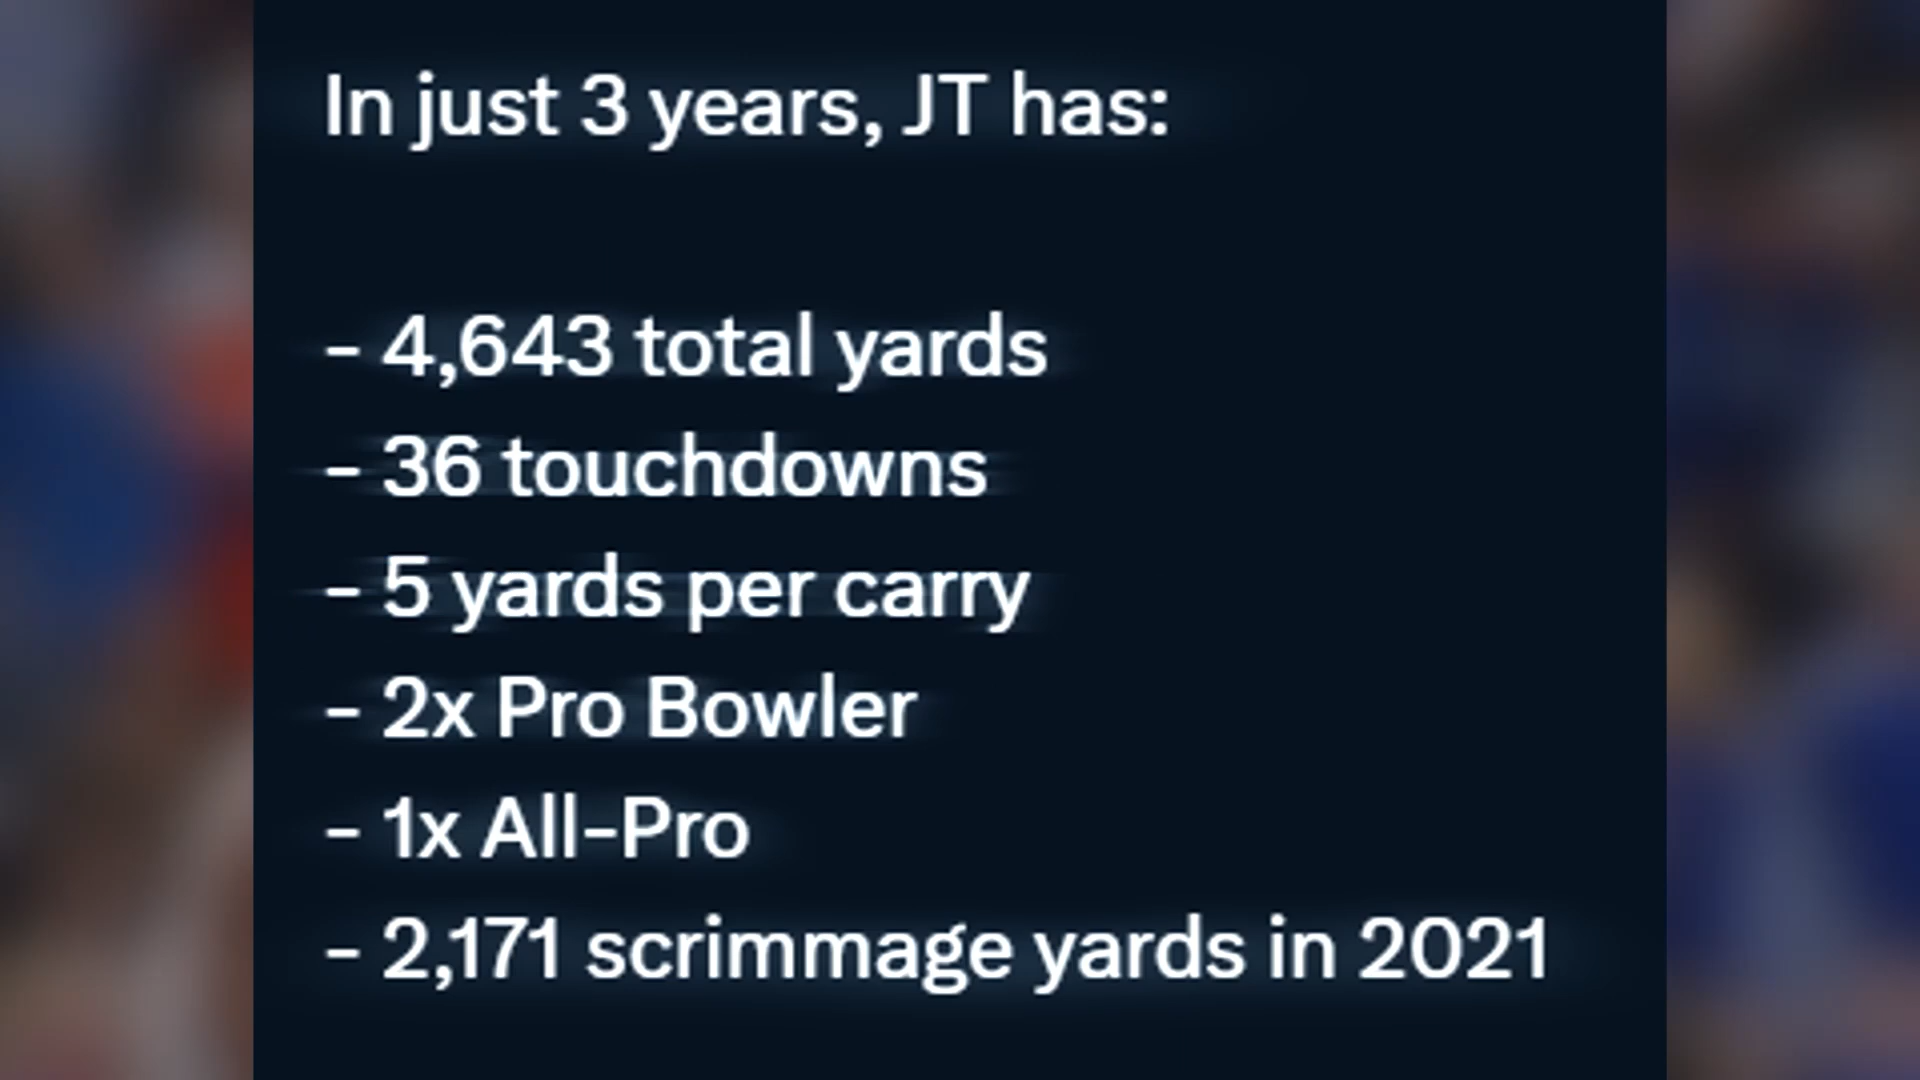 In just 3 years, JT has:
- 4,643 total yards
- 36 touchdowns
- 5 yards per carry
- 2x Pro Bowler
- 1x All-Pro
- 2,171 scrimmage yards in 2021